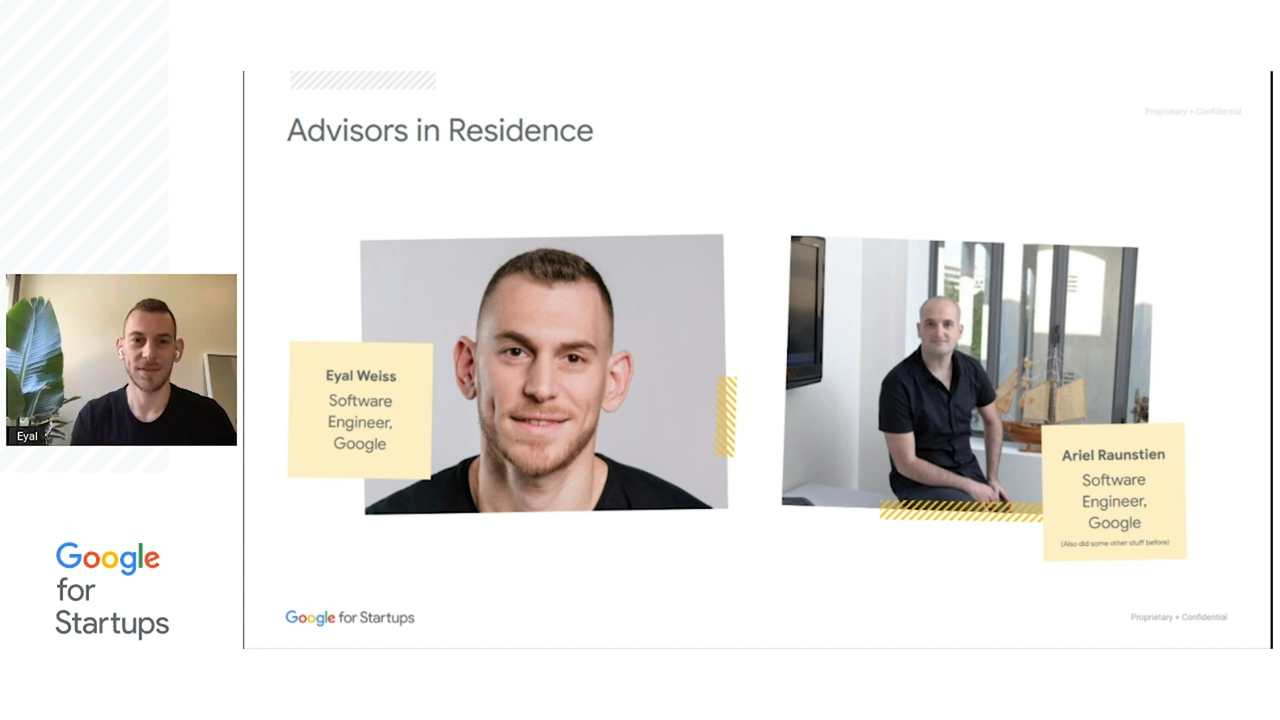 Advisors in Residence
Proprietary + Confidential
Eyal Weiss
Software
Engineer,
Google
Ariel Raunstien
Software
Engineer,
Google
(Also did some other stuff before)
Eyal
Google
for
Startups
Google for Startups
Proprietary + Confidential